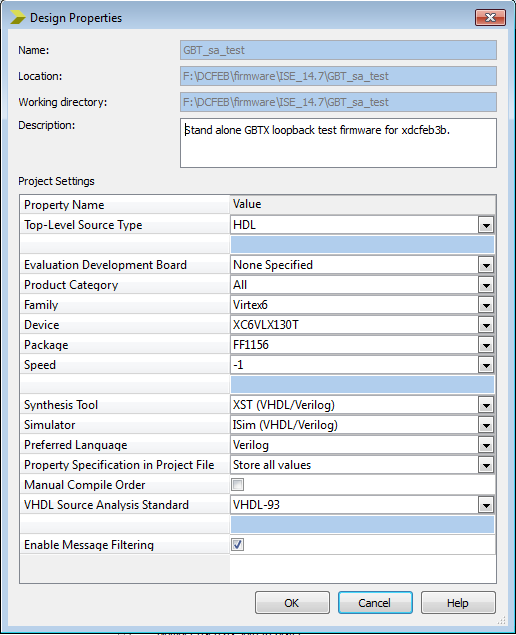 Design Properties
Name: GBT_sa_test
Location: F:\DCFEB\firmware\ISE_14.7\GBT_sa_test
Working directory: F:\DCFEB\firmware\ISE_14.7\GBT_sa_test
Description: Stand alone GBTX loopback test firmware for xdcfeb3b.
Project Settings
Property Name Value
Top-Level Source Type HDL
Evaluation Development Board None Specified
Product Category All
Family Virtex6
Device XC6VLX130T
Package FF1156
Speed -1
Synthesis Tool XST (VHDL/Verilog)
Simulator ISim (VHDL/Verilog)
Preferred Language Verilog
Property Specification in Project File Store all values
Manual Compile Order
VHDL Source Analysis Standard VHDL-93
Enable Message Filtering
OK Cancel Help